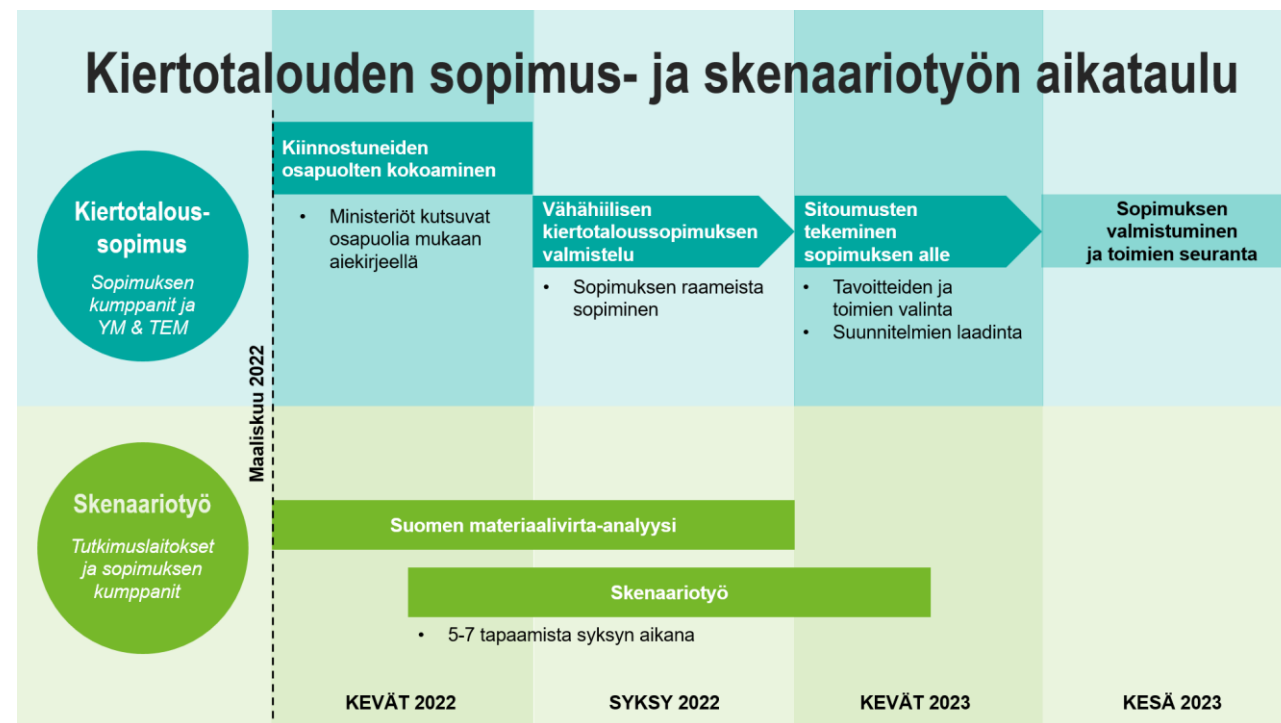 Kiertotalouden sopimus- ja skenaariotyön aikataulu
Kiertotalous-
sopimus
Sopimuksen
kumppanit ja
YM & TEM
Maaliskuu 2022
Kiinnostuneiden
osapuolten kokoaminen
• Ministeriöt kutsuvat
osapuolia mukaan
aiekirjeellä
Vähähiilisen
kiertotaloussopimuksen
valmistelu
• Sopimuksen raameista
sopiminen
Sitoumusten
tekeminen
sopimuksen alle
• Tavoitteiden ja
toimien valinta
• Suunnitelmien laadinta
Sopimuksen
valmistuminen
ja toimien seuranta
Skenaariotyö
Tutkimuslaitokset
ja sopimuksen
kumppanit
Suomen materiaalivirta-analyysi
Skenaariotyö
• 5-7 tapaamista syksyn aikana
KEVÄT 2022
SYKSY 2022
KEVÄT 2023
KESÄ 2023